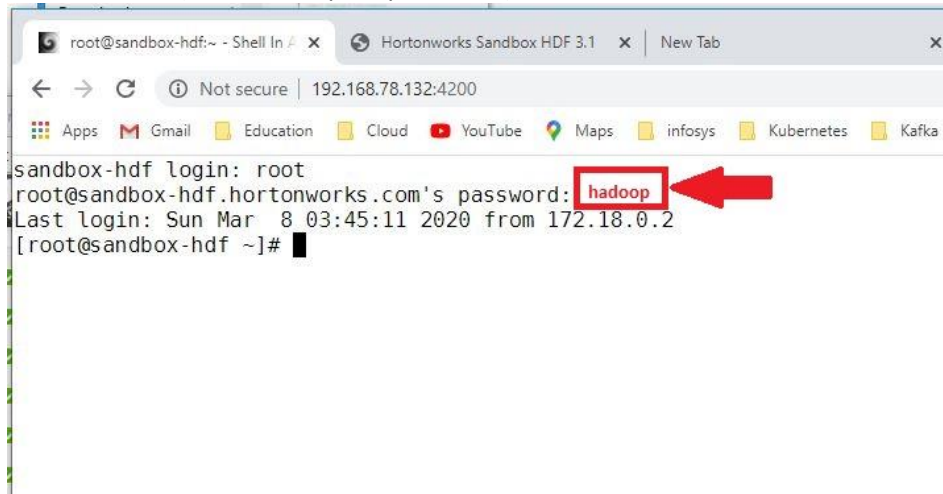 root@sandbox-hdf:~ - Shell In A
Hortonworks Sandbox HDF 3.1
New Tab
Not secure | 192.168.78.132:4200
Apps Gmail Education Cloud YouTube Maps infosys Kubernetes Kafka
sandbox-hdf login: root
root@sandbox-hdf.hortonworks.com's password: hadoop
Last login: Sun Mar  8 03:45:11 2020 from 172.18.0.2
[root@sandbox-hdf ~]#